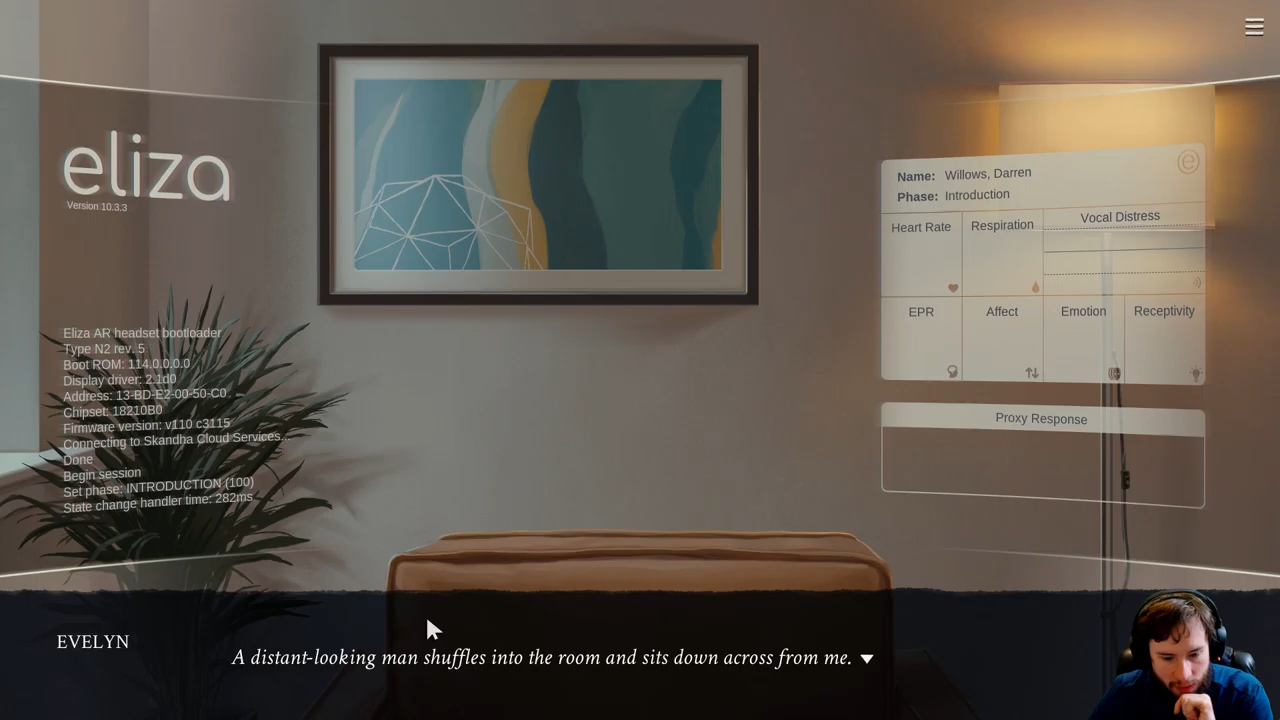 eliza
Version 10.3.3
Eliza AR headset bootloader
Type N2 rev. 5
Boot ROM: 114.0.0.0.0
Display driver: 2.1d0
Address: 13-BD-E2-00-50-C0
Chipset: 18210B0
Firmware version: v110 c3115
Connecting to Skandha Cloud Services...
Done
Begin session
Set phase: INTRODUCTION (100)
State change handler time: 282ms
e
Name: Willows, Darren
Phase: Introduction
Heart Rate
Respiration
Vocal Distress
EPR
Affect
Emotion
Receptivity
Proxy Response
EVELYN
A distant-looking man shuffles into the room and sits down across from me.